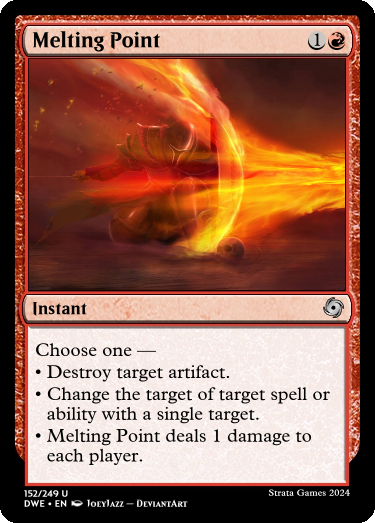 Melting Point 1
Instant
Choose one —
• Destroy target artifact.
• Change the target of target spell or
ability with a single target.
• Melting Point deals 1 damage to
each player.
152/249 U
Strata Games 2024
DWE • EN JoeyJazz – DeviantArt